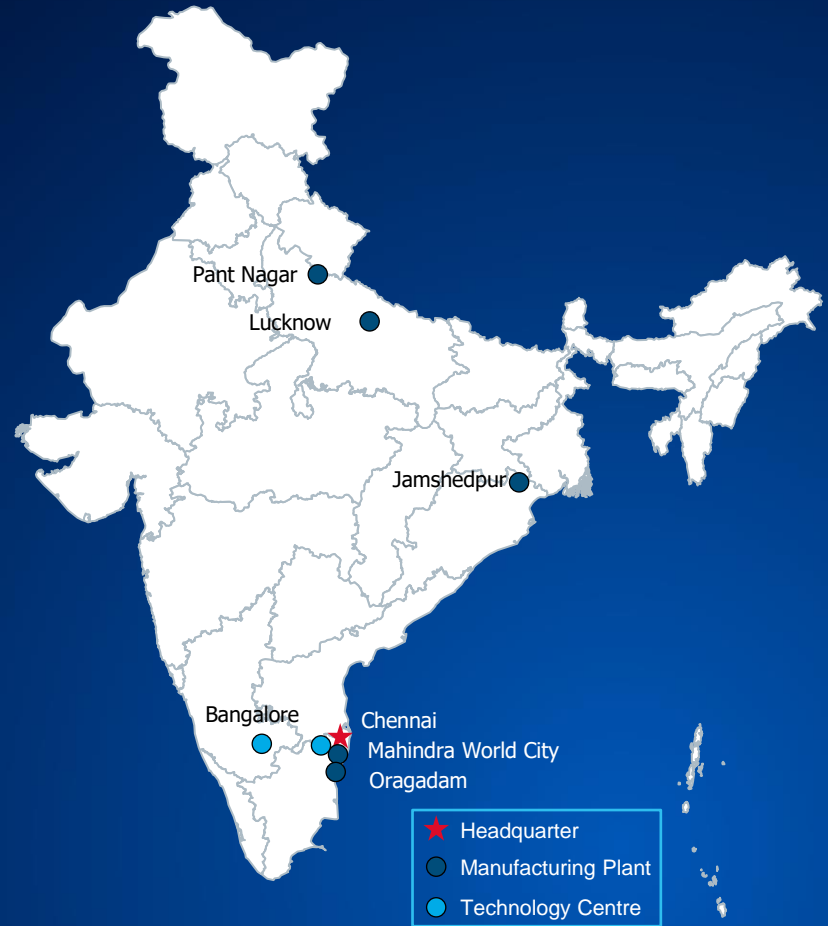 Pant Nagar
Lucknow
Jamshedpur
Bangalore
Chennai
Mahindra World City
Oragadam
Headquarter
Manufacturing Plant
Technology Centre